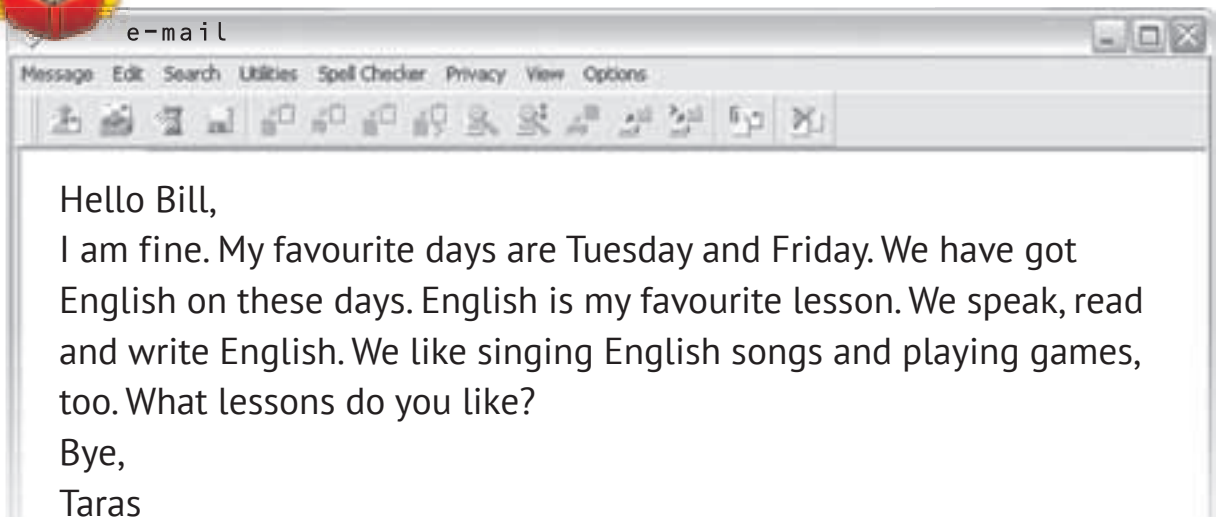 e-mail
Message Edit Search Utilities Spell Checker Privacy View Options
Hello Bill,
I am fine. My favourite days are Tuesday and Friday. We have got
English on these days. English is my favourite lesson. We speak, read
and write English. We like singing English songs and playing games,
too. What lessons do you like?
Bye,
Taras